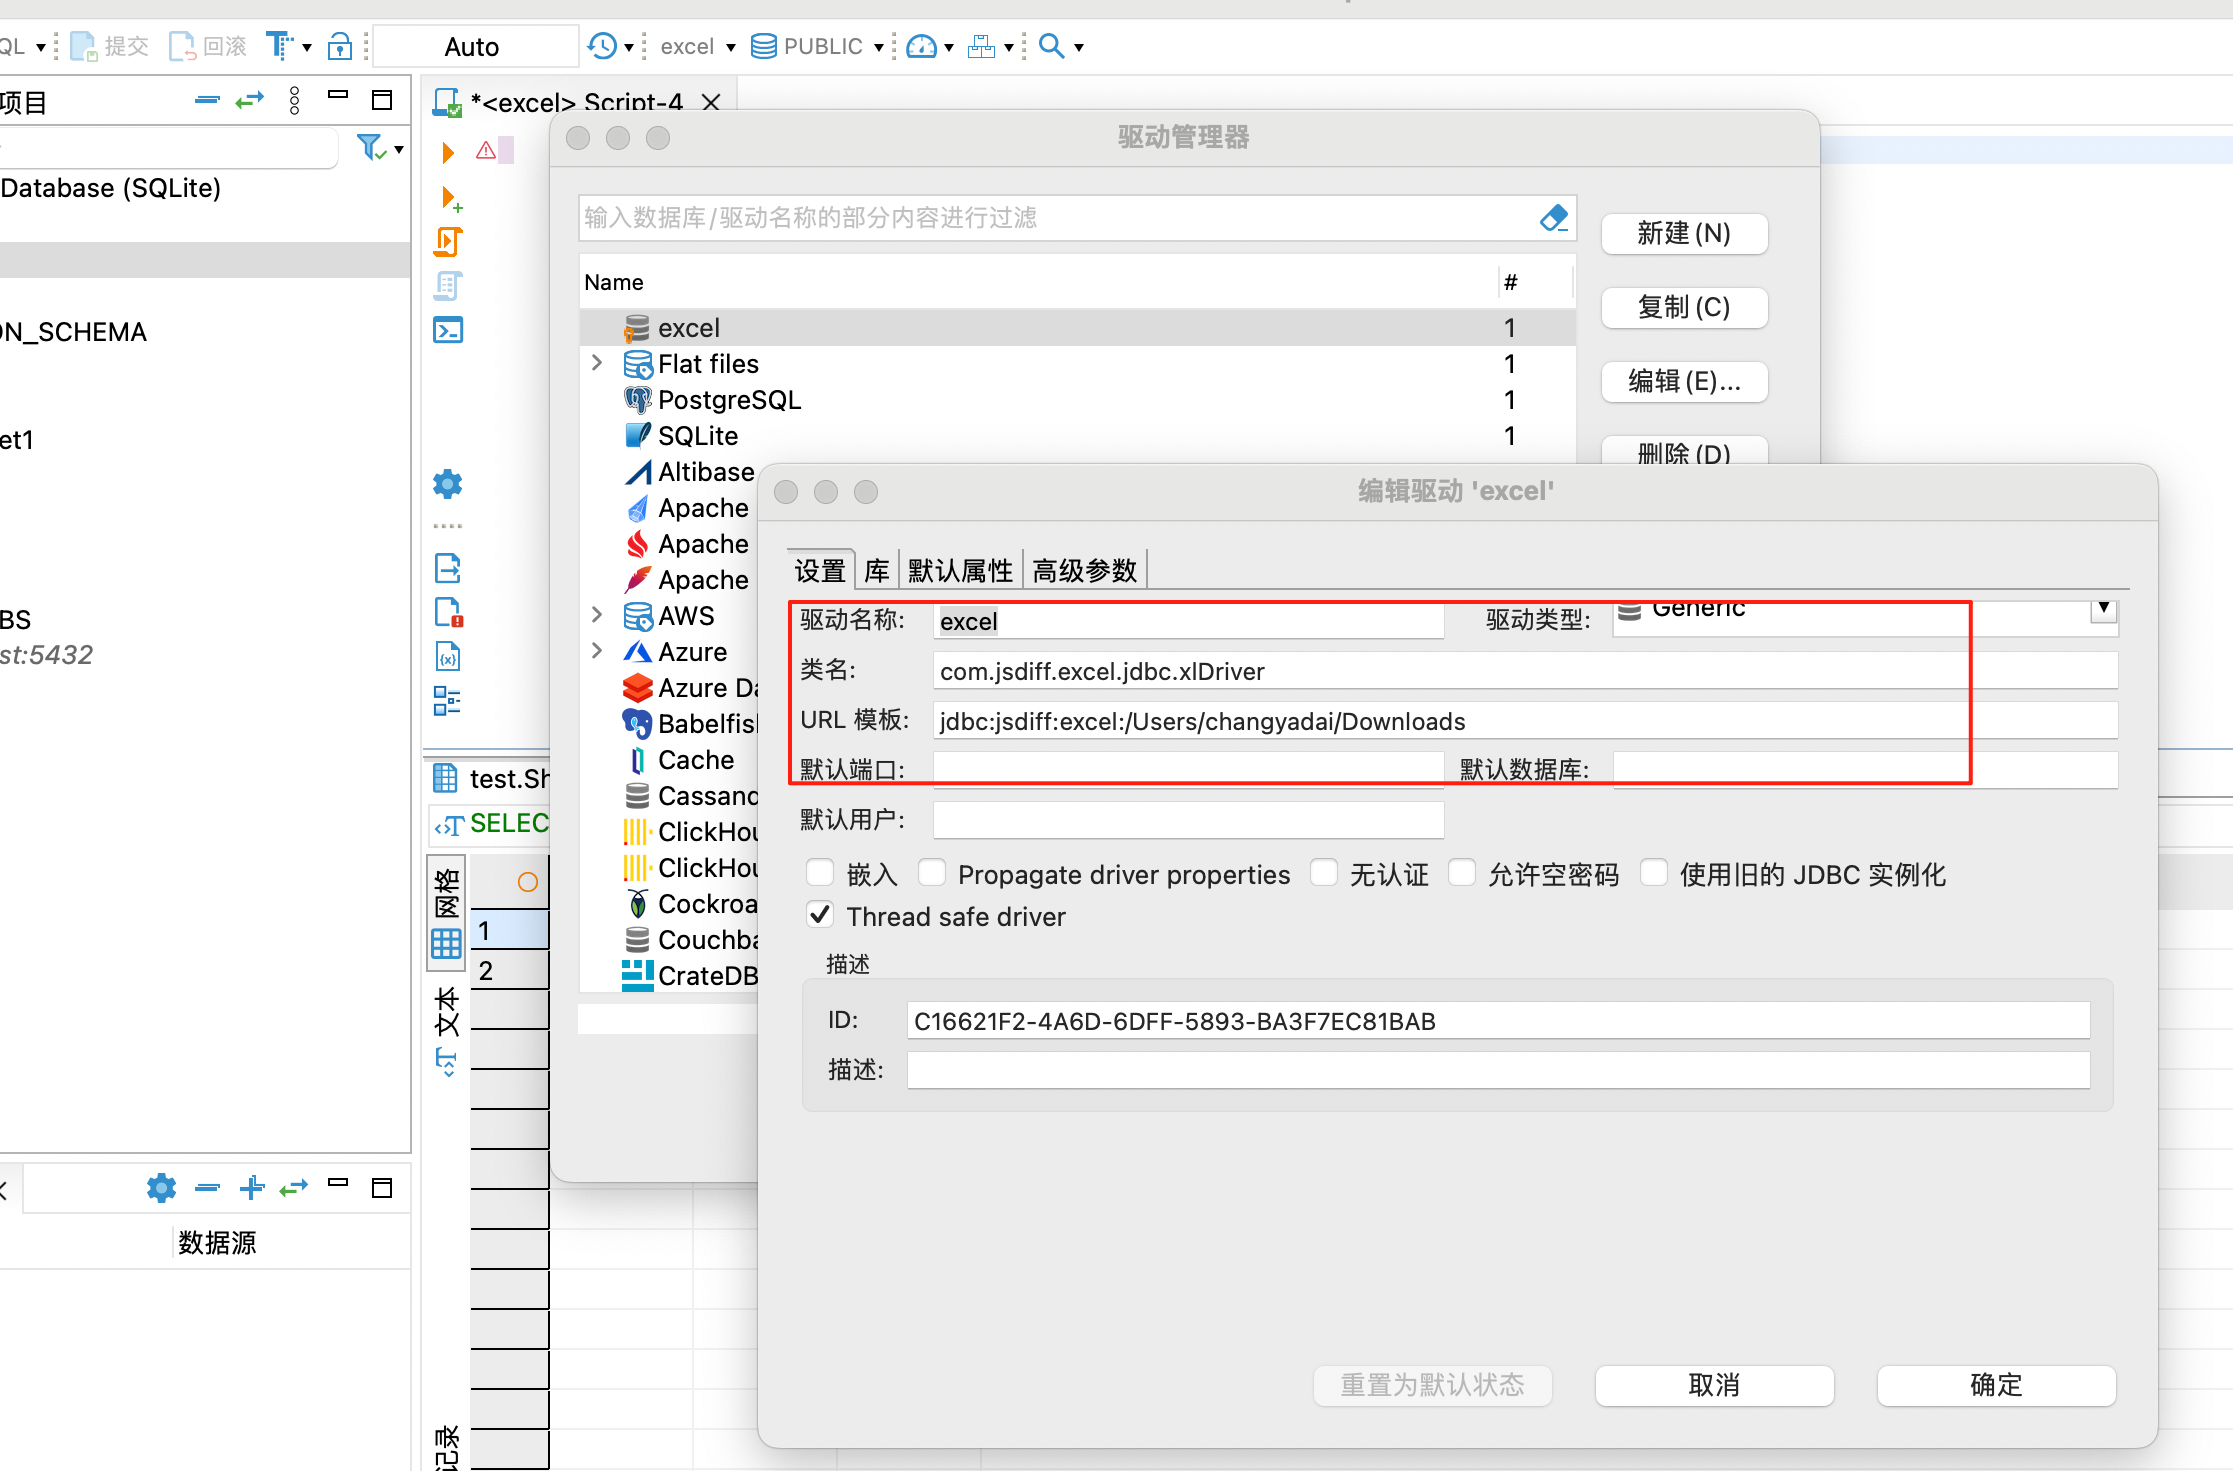 QL
提交
回滚
Auto
excel
PUBLIC
项目
*<excel> Script-4
Database (SQLite)
ON_SCHEMA
et1
BS
st:5432
数据源
驱动管理器
输入数据库/驱动名称的部分内容进行过滤
Name #
excel 1
Flat files 1
PostgreSQL 1
SQLite 1
Altibase
Apache
Apache
Apache
AWS
Azure
Azure Da
Babelfish
Cache
Cassand
ClickHou
ClickHou
Cockroa
Couchba
CrateDB
新建(N)
复制(C)
编辑(E)...
删除(D)
test.Sh
SELEC
网格
1
2
文本
记录
编辑驱动 'excel'
设置 库 默认属性 高级参数
驱动名称: excel 驱动类型: Generic
类名: com.jsdiff.excel.jdbc.xlDriver
URL 模板: jdbc:jsdiff:excel:/Users/changyadai/Downloads
默认端口: 默认数据库:
默认用户:
嵌入 Propagate driver properties 无认证 允许空密码 使用旧的 JDBC 实例化
Thread safe driver
描述
ID: C16621F2-4A6D-6DFF-5893-BA3F7EC81BAB
描述:
重置为默认状态 取消 确定